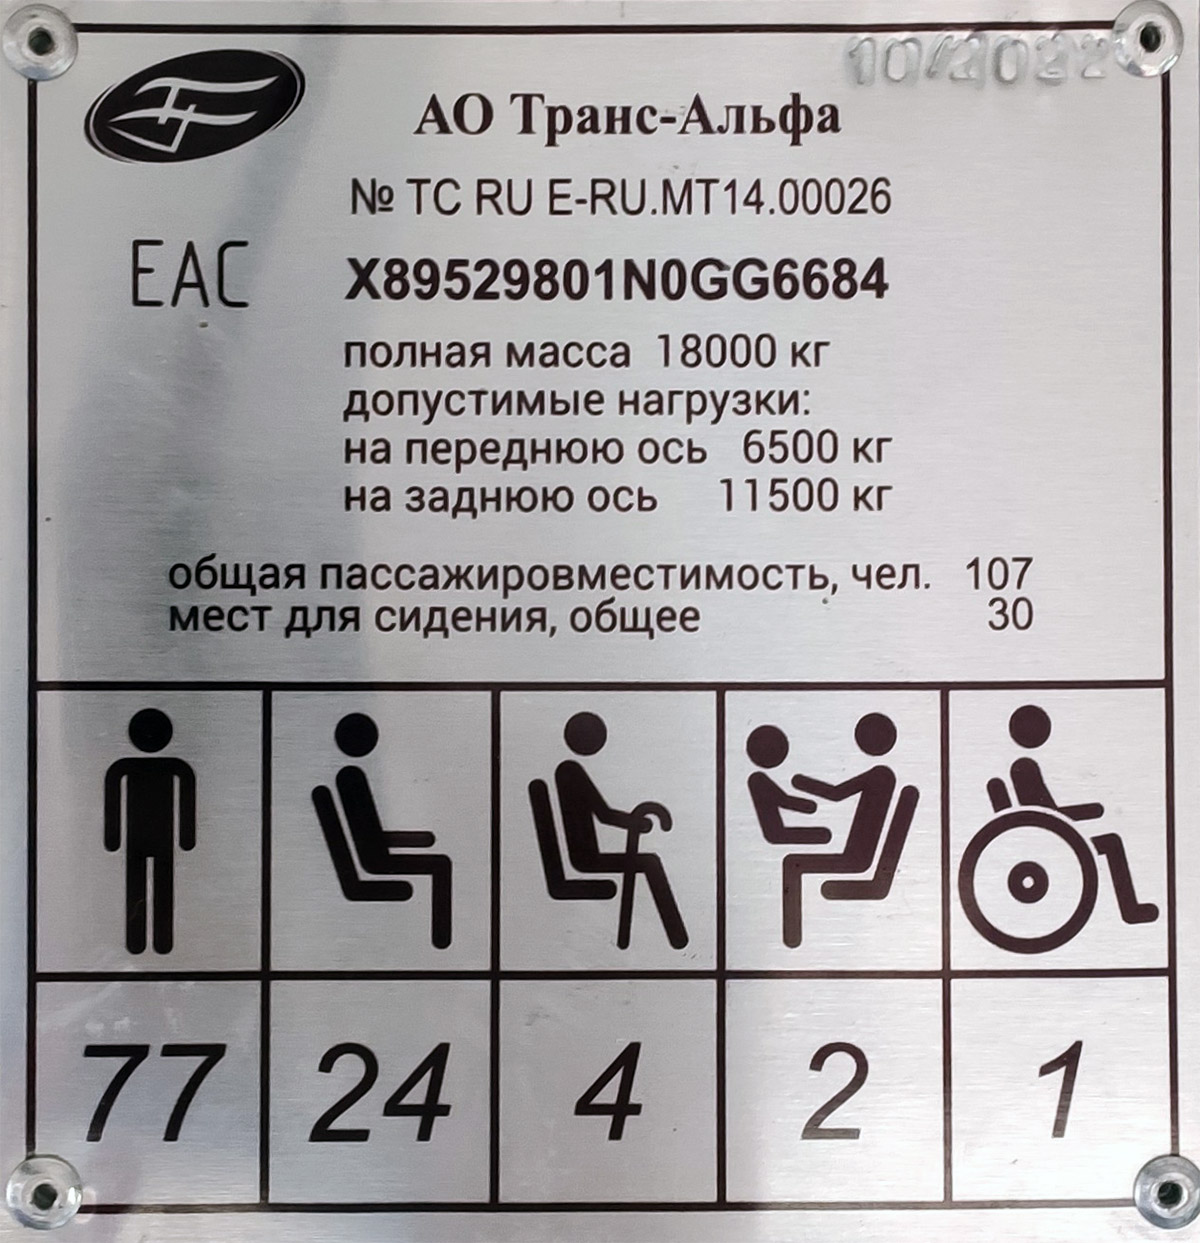 10/2022
АО Транс-Альфа
№ ТС RU E-RU.MT14.00026
EAC
X89529801N0GG6684
полная масса 18000 кг
допустимые нагрузки:
на переднюю ось 6500 кг
на заднюю ось 11500 кг
общая пассажировместимость, чел. 107
мест для сидения, общее 30
77 24 4 2 1